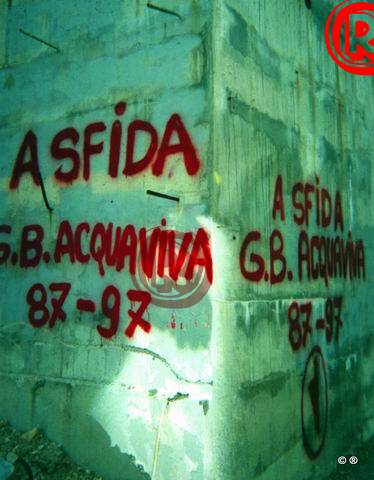 A SFIDA
G.B. ACQUAVIVA
87-97
A SFIDA
G.B. ACQUAVIVA
87-97
R
R
© ®